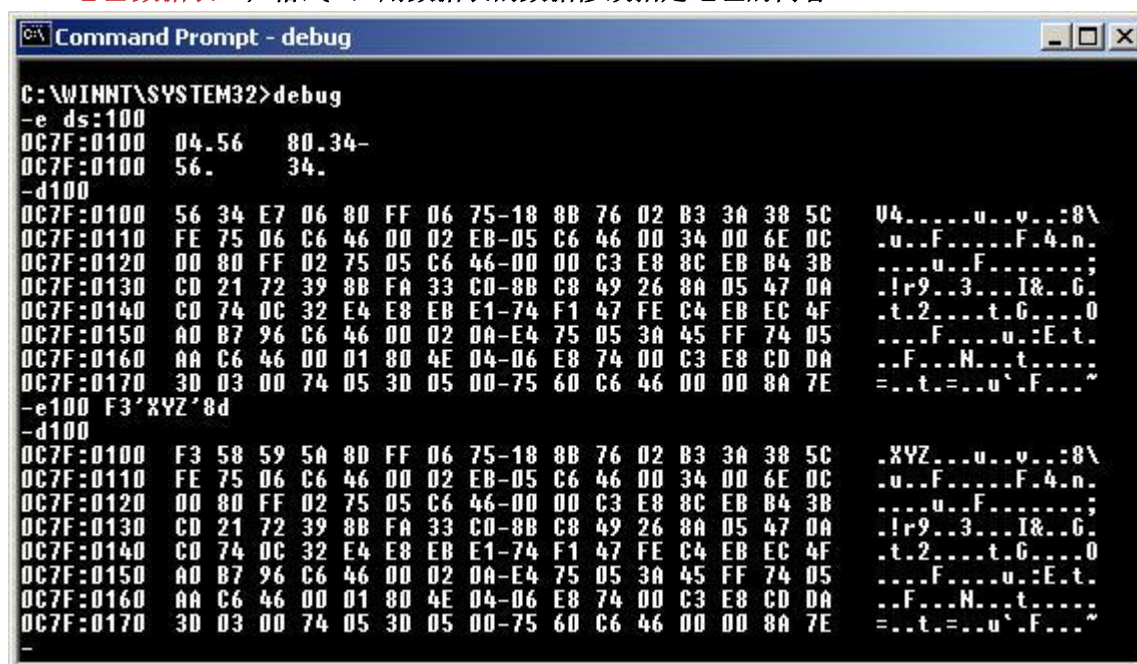 Command Prompt - debug
C:\WINNT\SYSTEM32>debug
-e ds:100
0C7F:0100  04.56   80.34-
0C7F:0100  56.     34.
-d100
0C7F:0100  56 34 E7 06 80 FF 06 75-18 8B 76 02 B3 3A 38 5C   V4.....u..v..:8\
0C7F:0110  FE 75 06 C6 46 00 02 EB-05 C6 46 00 34 00 6E 0C   .u..F.....F.4.n.
0C7F:0120  00 80 FF 02 75 05 C6 46-00 00 C3 E8 8C EB B4 3B   ....u..F.......;
0C7F:0130  CD 21 72 39 8B FA 33 C0-8B C8 49 26 8A 05 47 0A   .!r9..3...I&..G.
0C7F:0140  C0 74 0C 32 E4 E8 EB E1-74 F1 47 FE C4 EB EC 4F   .t.2....t.G....O
0C7F:0150  A0 B7 96 C6 46 00 02 0A-E4 75 05 3A 45 FF 74 05   ....F....u.:E.t.
0C7F:0160  AA C6 46 00 01 80 4E 04-06 E8 74 00 C3 E8 CD DA   ..F...N...t.....
0C7F:0170  3D 03 00 74 05 3D 05 00-75 60 C6 46 00 00 8A 7E   =..t.=..u`.F...~
-e100 F3'XYZ'8d
-d100
0C7F:0100  F3 58 59 5A 8D FF 06 75-18 8B 76 02 B3 3A 38 5C   .XYZ...u..v..:8\
0C7F:0110  FE 75 06 C6 46 00 02 EB-05 C6 46 00 34 00 6E 0C   .u..F.....F.4.n.
0C7F:0120  00 80 FF 02 75 05 C6 46-00 00 C3 E8 8C EB B4 3B   ....u..F.......;
0C7F:0130  CD 21 72 39 8B FA 33 C0-8B C8 49 26 8A 05 47 0A   .!r9..3...I&..G.
0C7F:0140  C0 74 0C 32 E4 E8 EB E1-74 F1 47 FE C4 EB EC 4F   .t.2....t.G....O
0C7F:0150  A0 B7 96 C6 46 00 02 0A-E4 75 05 3A 45 FF 74 05   ....F....u.:E.t.
0C7F:0160  AA C6 46 00 01 80 4E 04-06 E8 74 00 C3 E8 CD DA   ..F...N...t.....
0C7F:0170  3D 03 00 74 05 3D 05 00-75 60 C6 46 00 00 8A 7E   =..t.=..u`.F...~
-